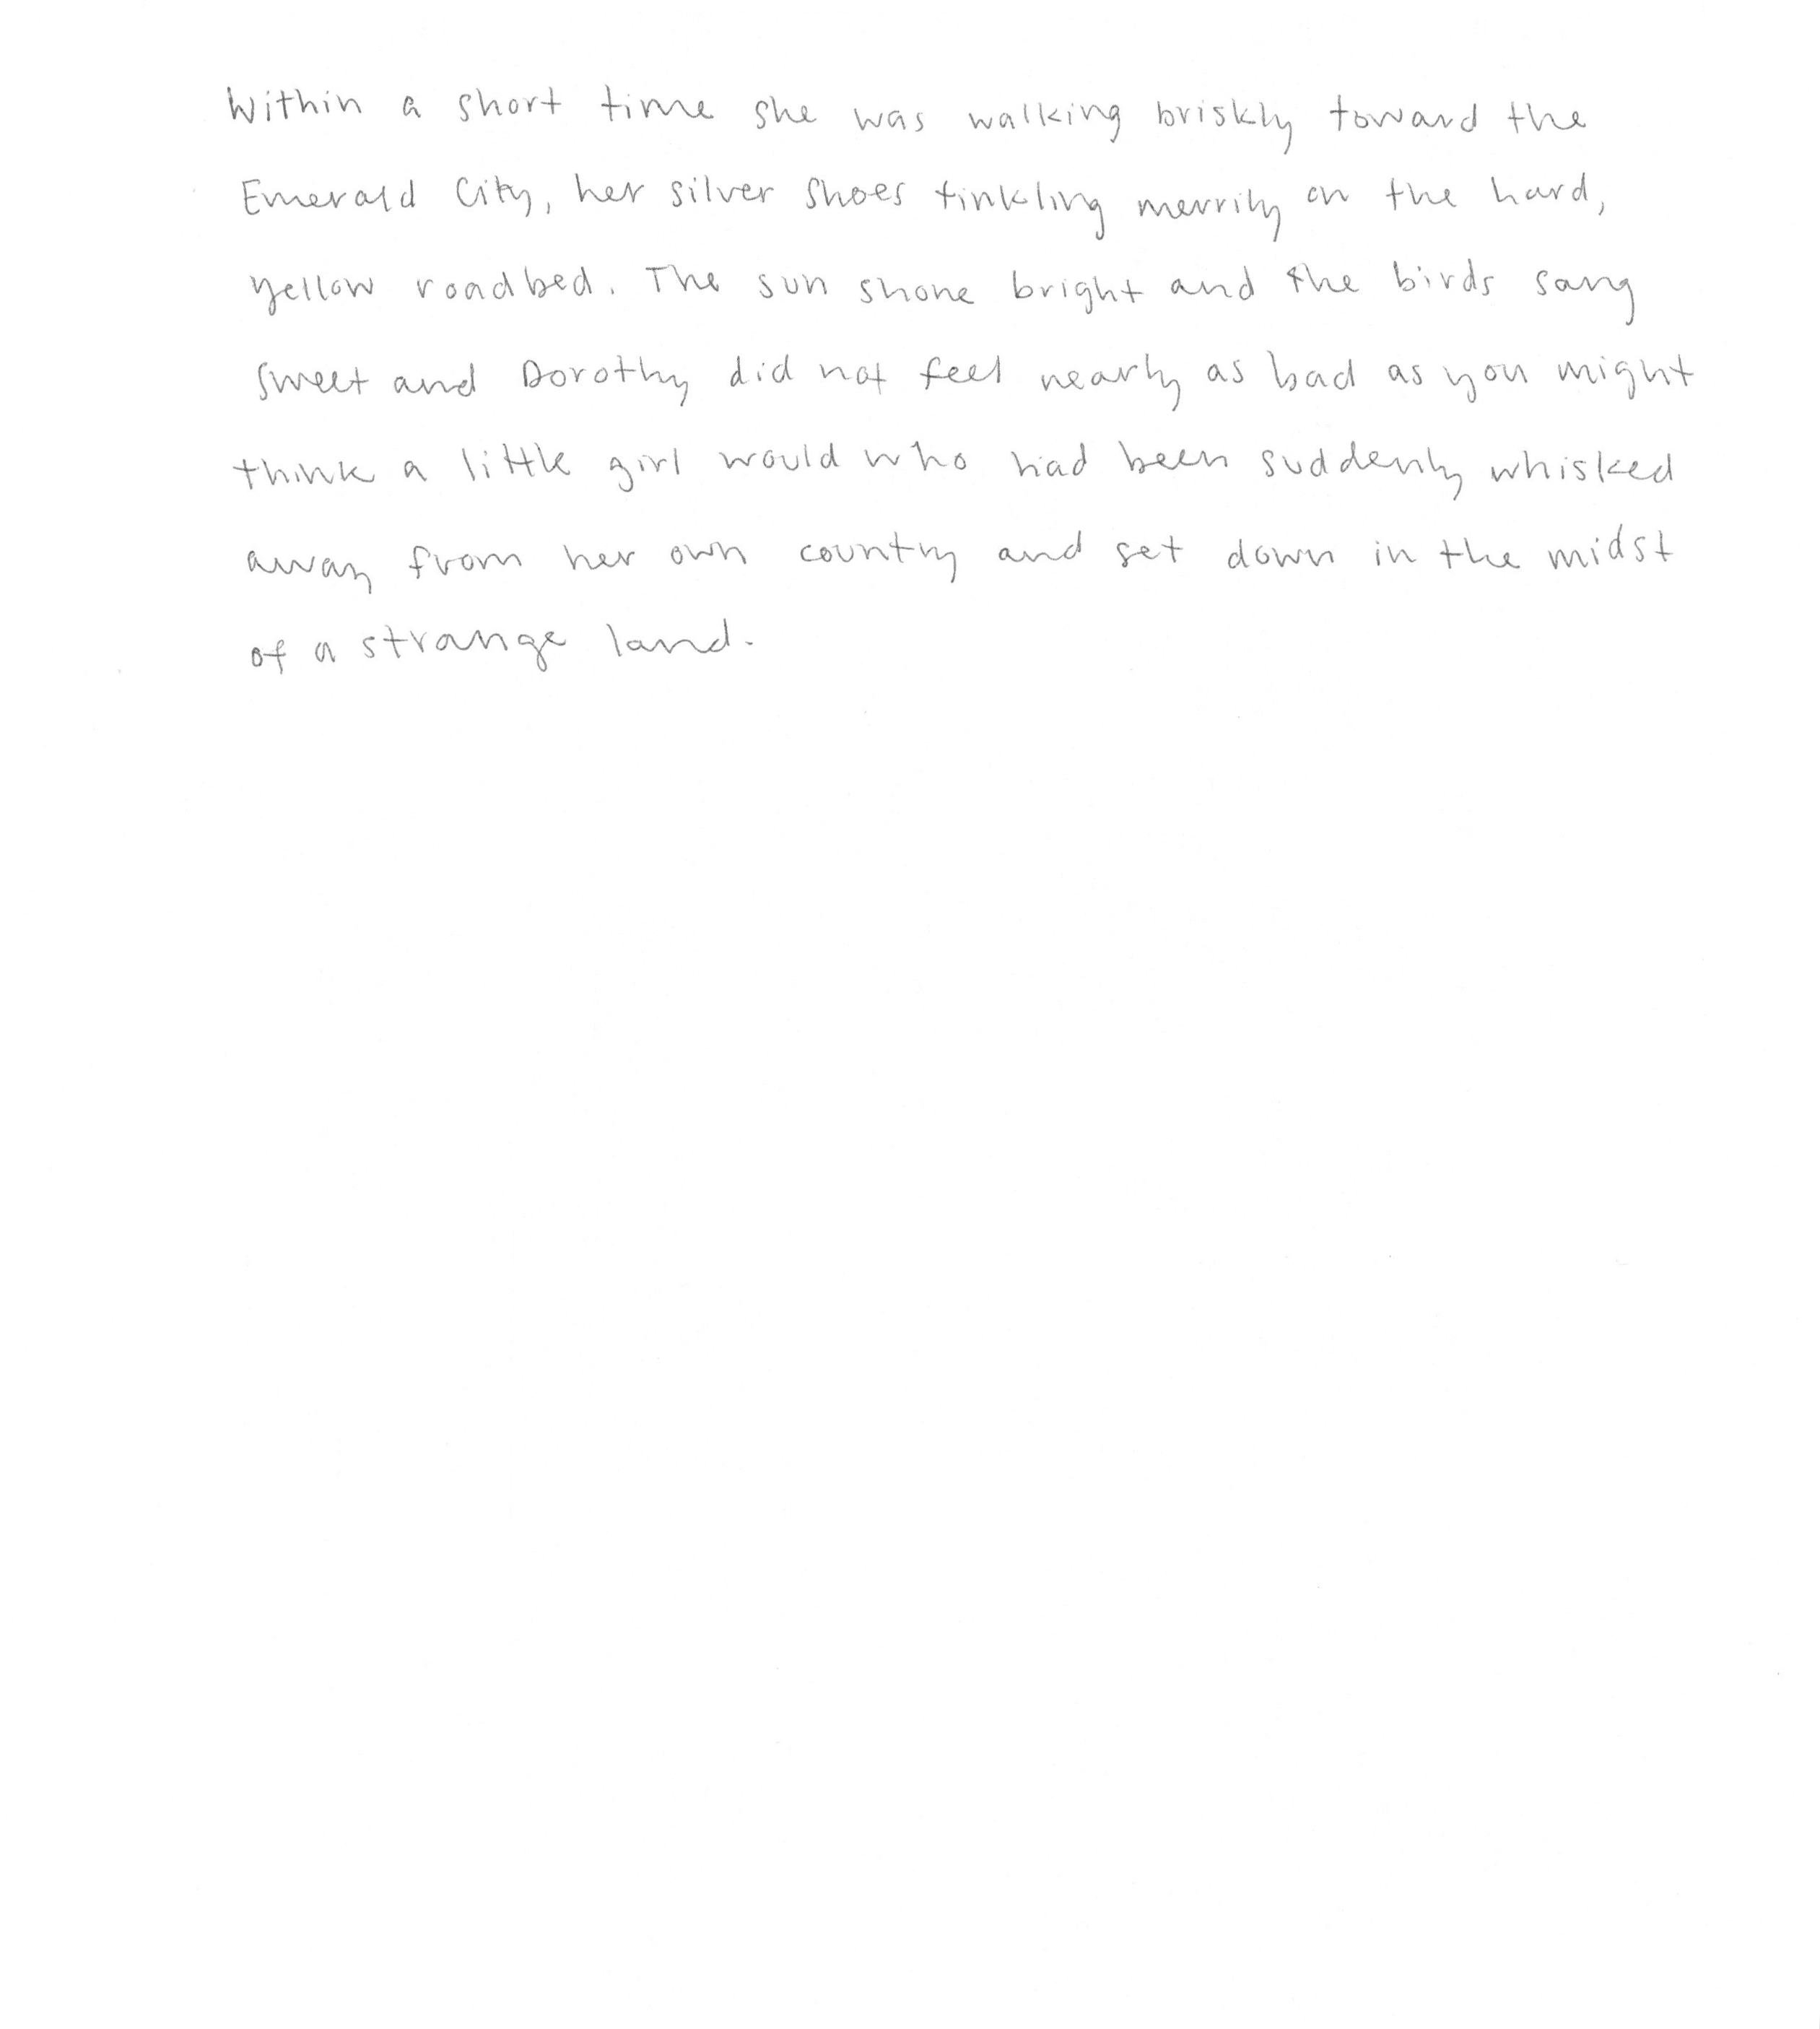 Within a short time she was walking briskly toward the
Emerald City, her silver shoes tinkling merrily on the hard,
yellow roadbed. The sun shone bright and the birds sang
sweet and Dorothy did not feel nearly as bad as you might
think a little girl would who had been suddenly whisked
away from her own country and set down in the midst
of a strange land.